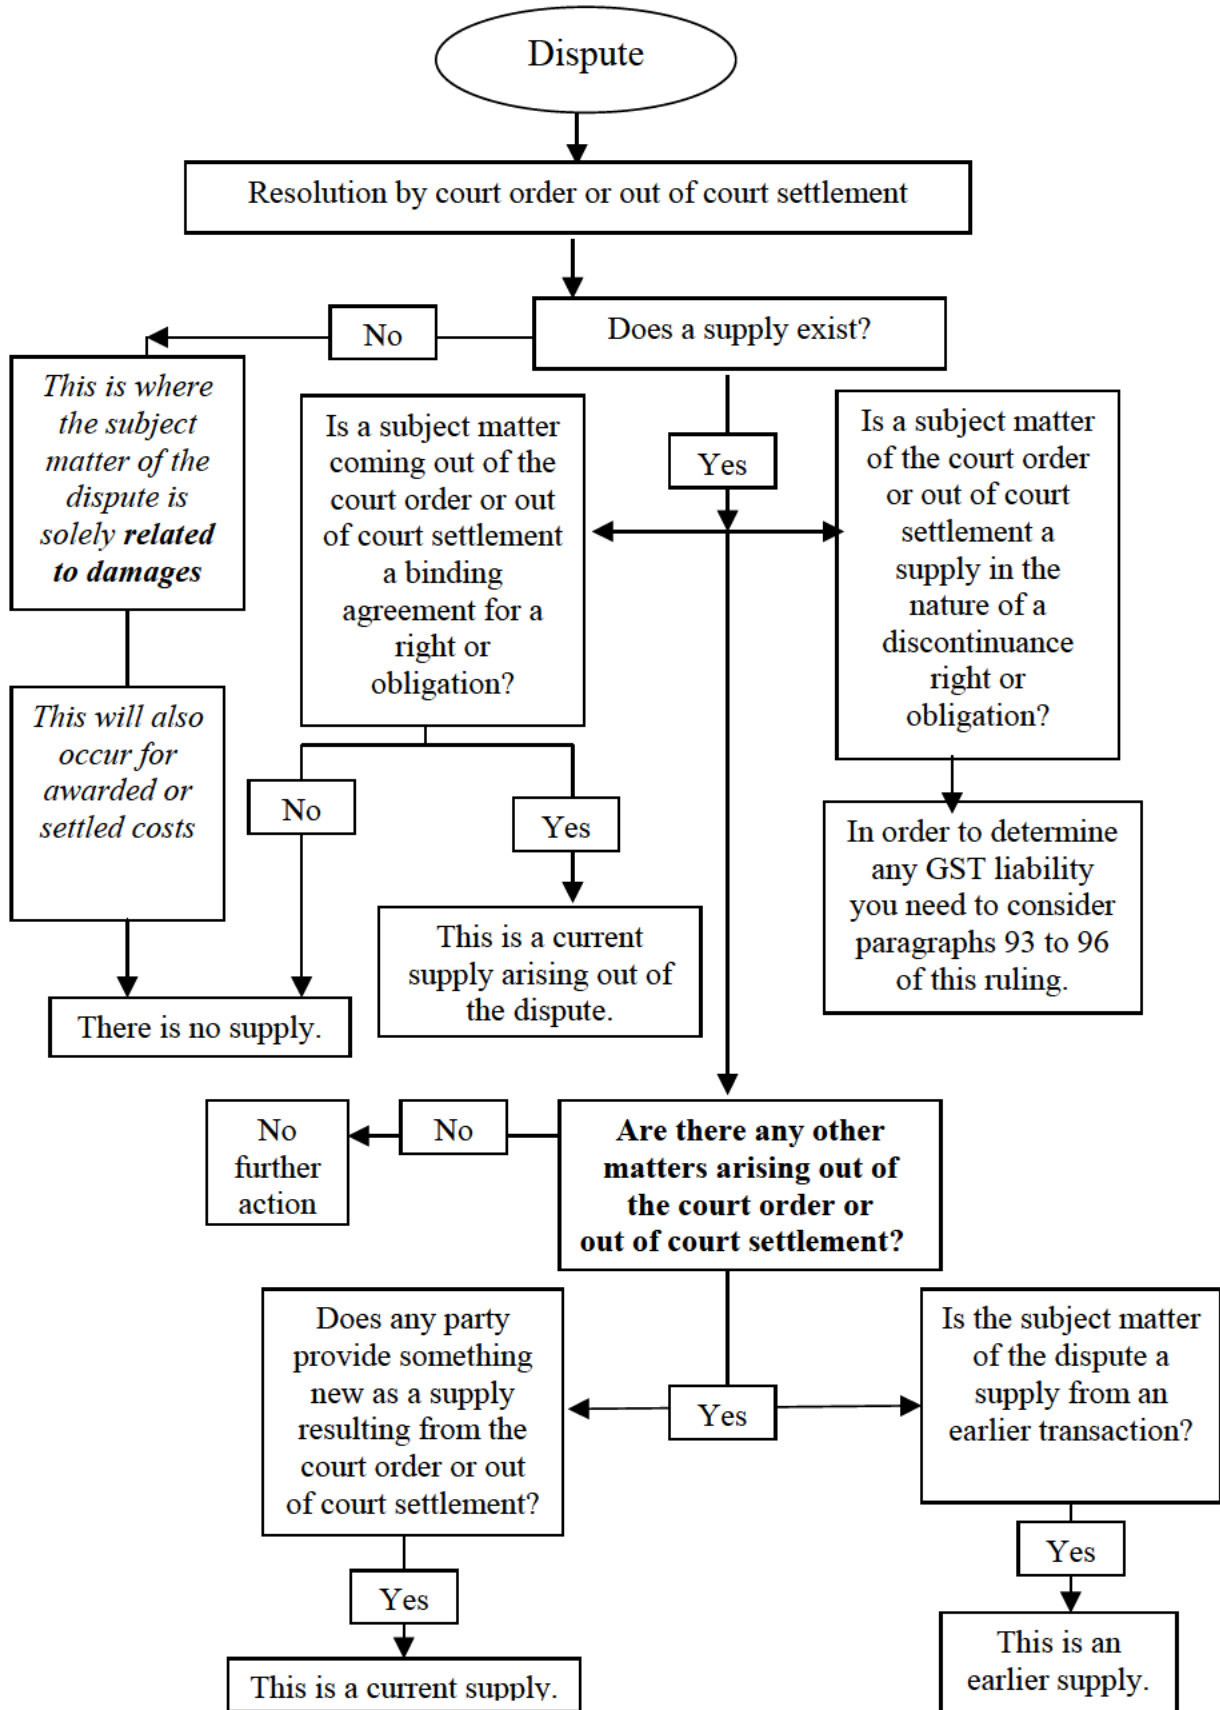 Dispute
Resolution by court order or out of court settlement
Does a supply exist?
No
This is where
the subject
matter of the
dispute is
solely related
to damages
This will also
occur for
awarded or
settled costs
Yes
Is a subject matter
coming out of the
court order or out
of court settlement
a binding
agreement for a
right or
obligation?
No
Yes
There is no supply.
This is a current
supply arising out of
the dispute.
Is a subject matter
of the court order
or out of court
settlement a
supply in the
nature of a
discontinuance
right or
obligation?
In order to determine
any GST liability
you need to consider
paragraphs 93 to 96
of this ruling.
Are there any other
matters arising out of
the court order or
out of court settlement?
No
No
further
action
Yes
Does any party
provide something
new as a supply
resulting from the
court order or out
of court settlement?
Yes
This is a current supply.
Is the subject matter
of the dispute a
supply from an
earlier transaction?
Yes
This is an
earlier supply.